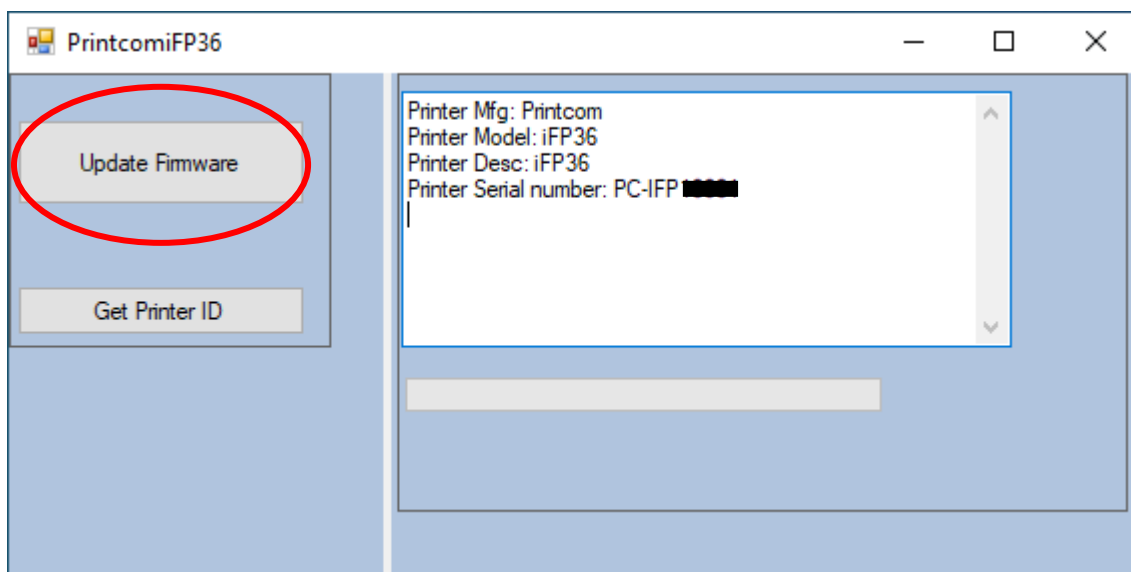 PrintcomiFP36
Update Firmware
Get Printer ID
Printer Mfg: Printcom
Printer Model: iFP36
Printer Desc: iFP36
Printer Serial number: PC-IFP